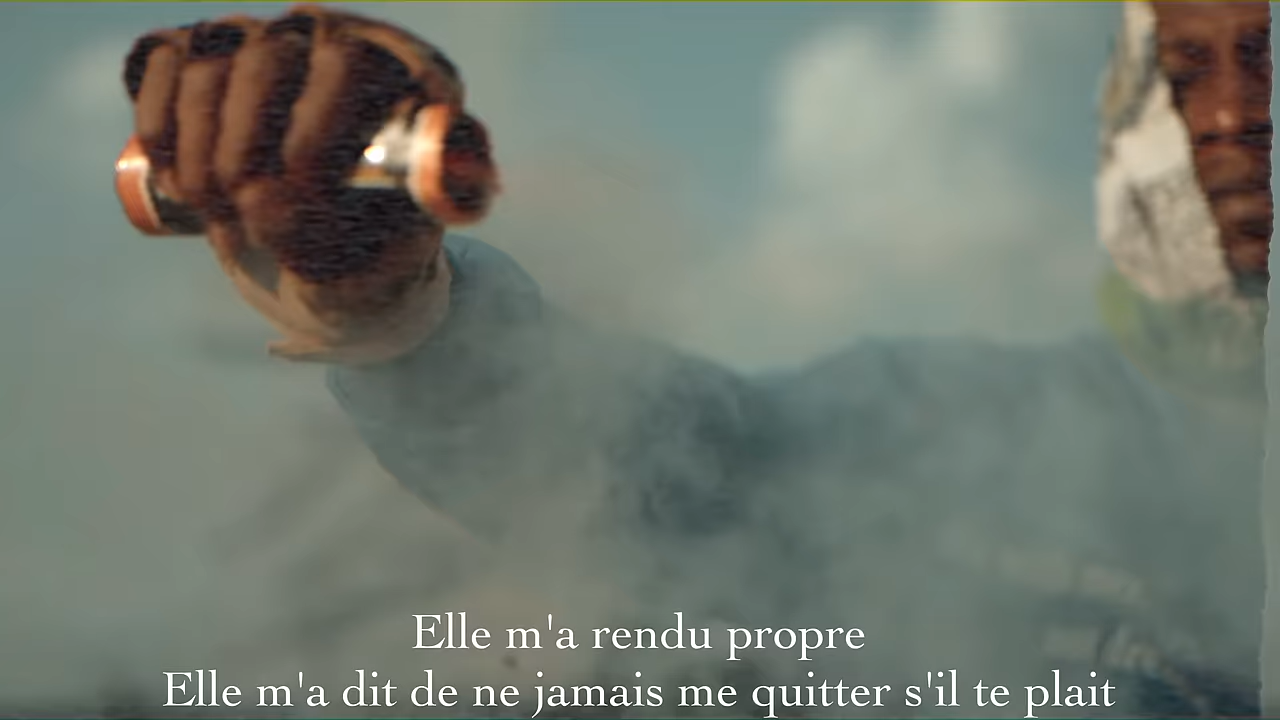 Elle m'a rendu propre
Elle m'a dit de ne jamais me quitter s'il te plait